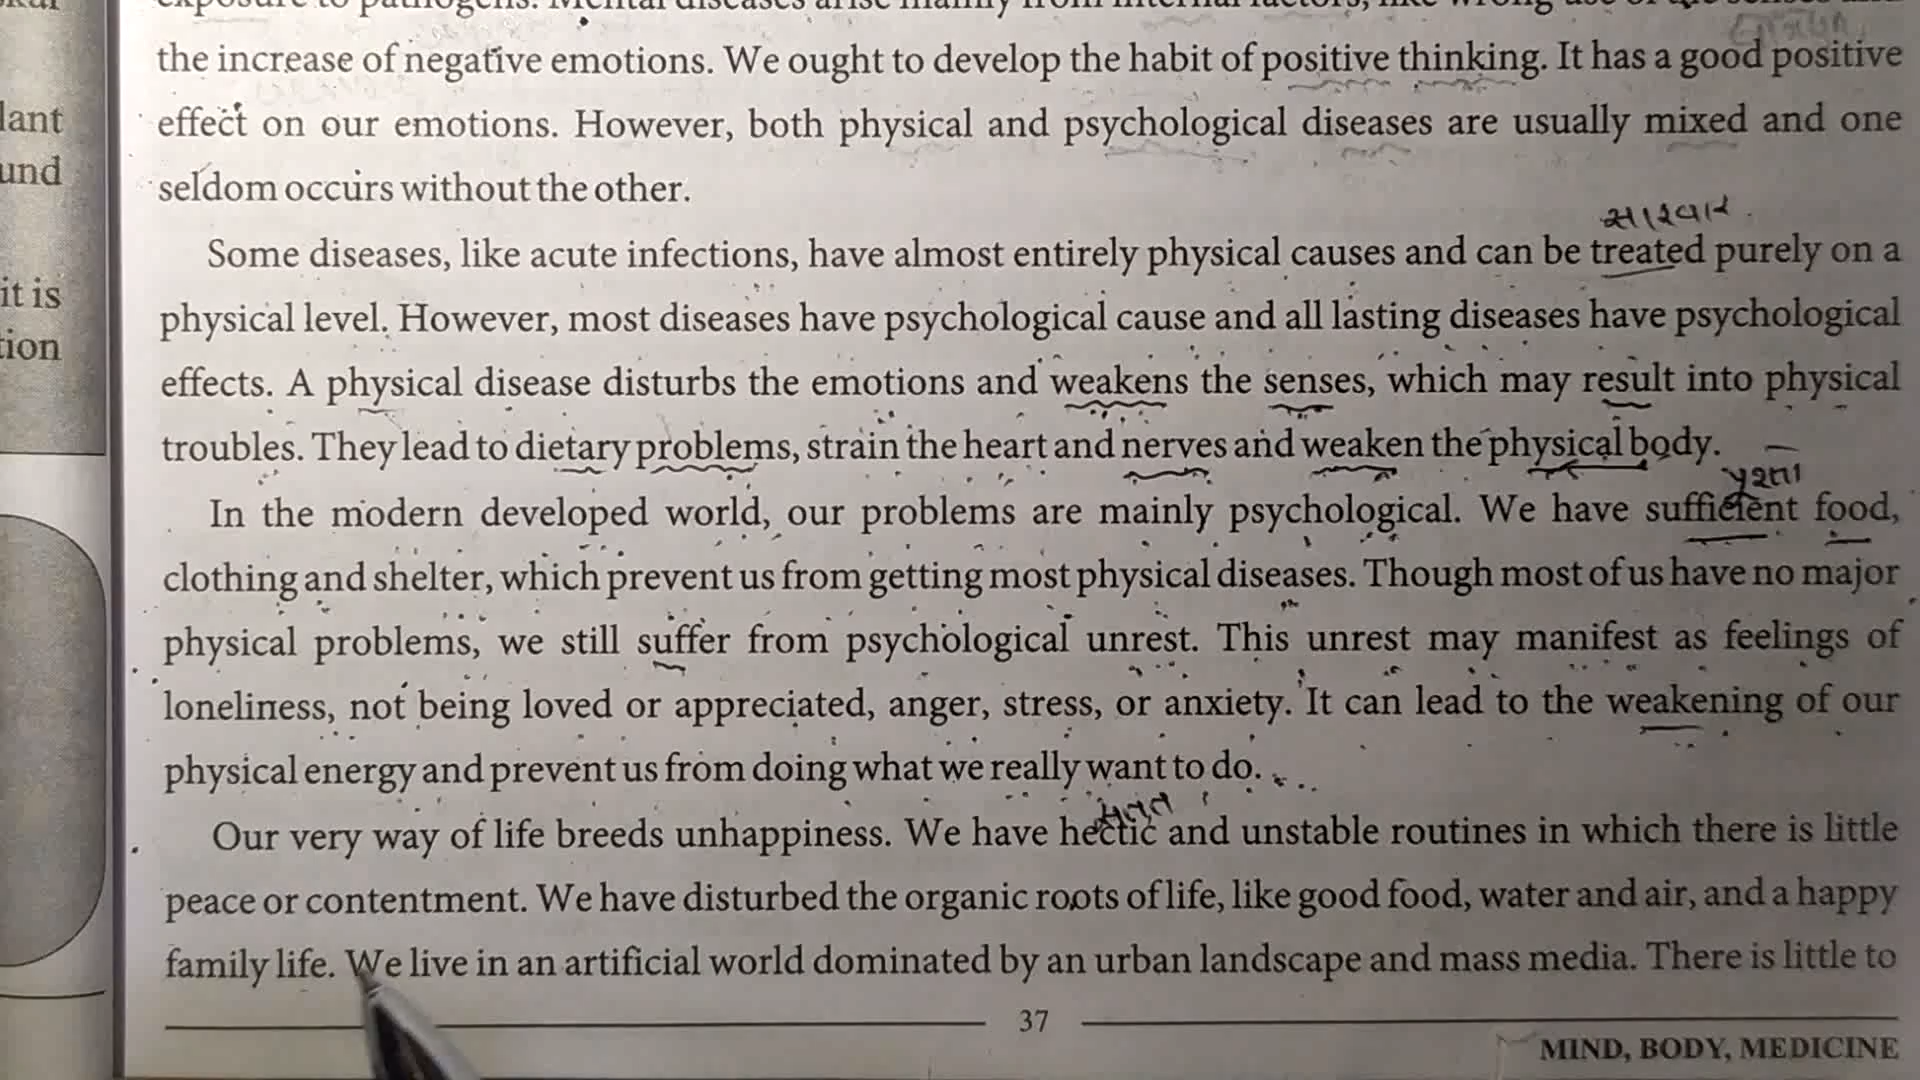 the increase of negative emotions. We ought to develop the habit of positive thinking. It has a good positive
effect on our emotions. However, both physical and psychological diseases are usually mixed and one
seldom occurs without the other.
સારવાર
Some diseases, like acute infections, have almost entirely physical causes and can be treated purely on a
physical level. However, most diseases have psychological cause and all lasting diseases have psychological
effects. A physical disease disturbs the emotions and weakens the senses, which may result into physical
troubles. They lead to dietary problems, strain the heart and nerves and weaken the physical body.
પુરતા
In the modern developed world, our problems are mainly psychological. We have sufficient food,
clothing and shelter, which prevent us from getting most physical diseases. Though most of us have no major
physical problems, we still suffer from psychological unrest. This unrest may manifest as feelings of
loneliness, not being loved or appreciated, anger, stress, or anxiety. It can lead to the weakening of our
physical energy and prevent us from doing what we really want to do.
Our very way of life breeds unhappiness. We have hectic and unstable routines in which there is little
peace or contentment. We have disturbed the organic roots of life, like good food, water and air, and a happy
family life. We live in an artificial world dominated by an urban landscape and mass media. There is little to
37
MIND, BODY, MEDICINE
lant
und
it is
tion